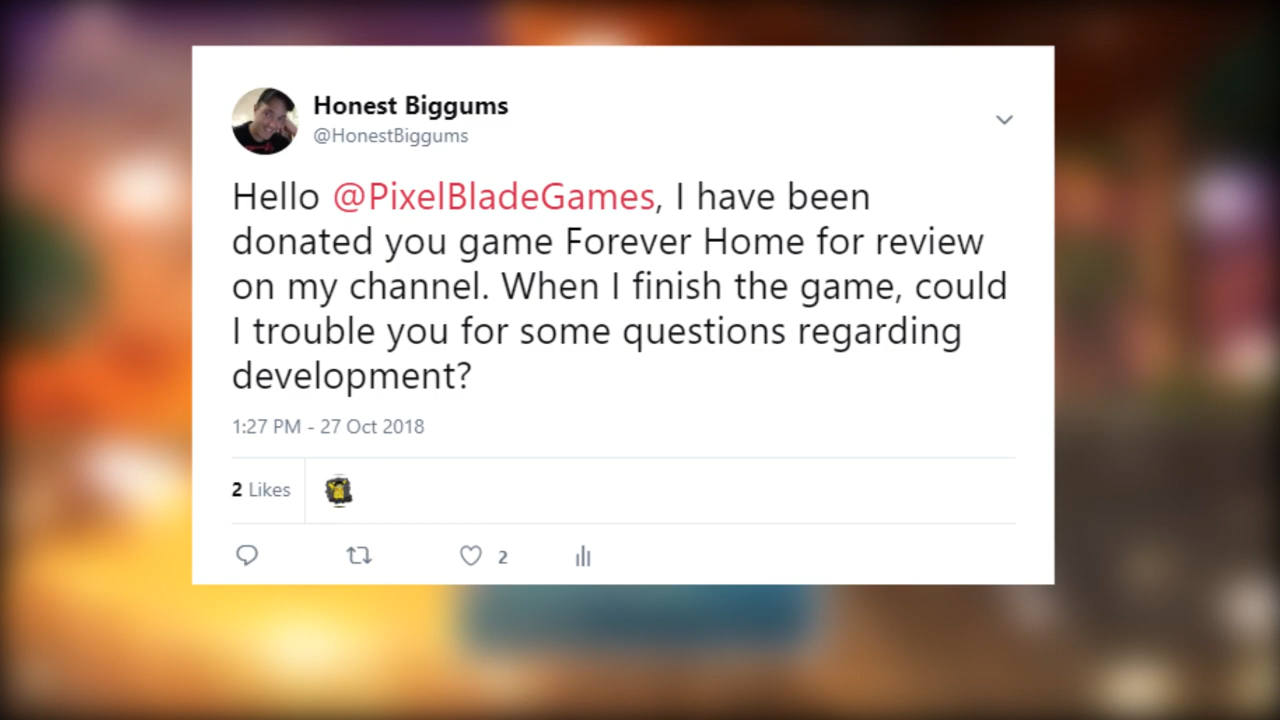 Honest Biggums
@HonestBiggums
Hello @PixelBladeGames, I have been
donated you game Forever Home for review
on my channel. When I finish the game, could
I trouble you for some questions regarding
development?
1:27 PM - 27 Oct 2018
2 Likes
2